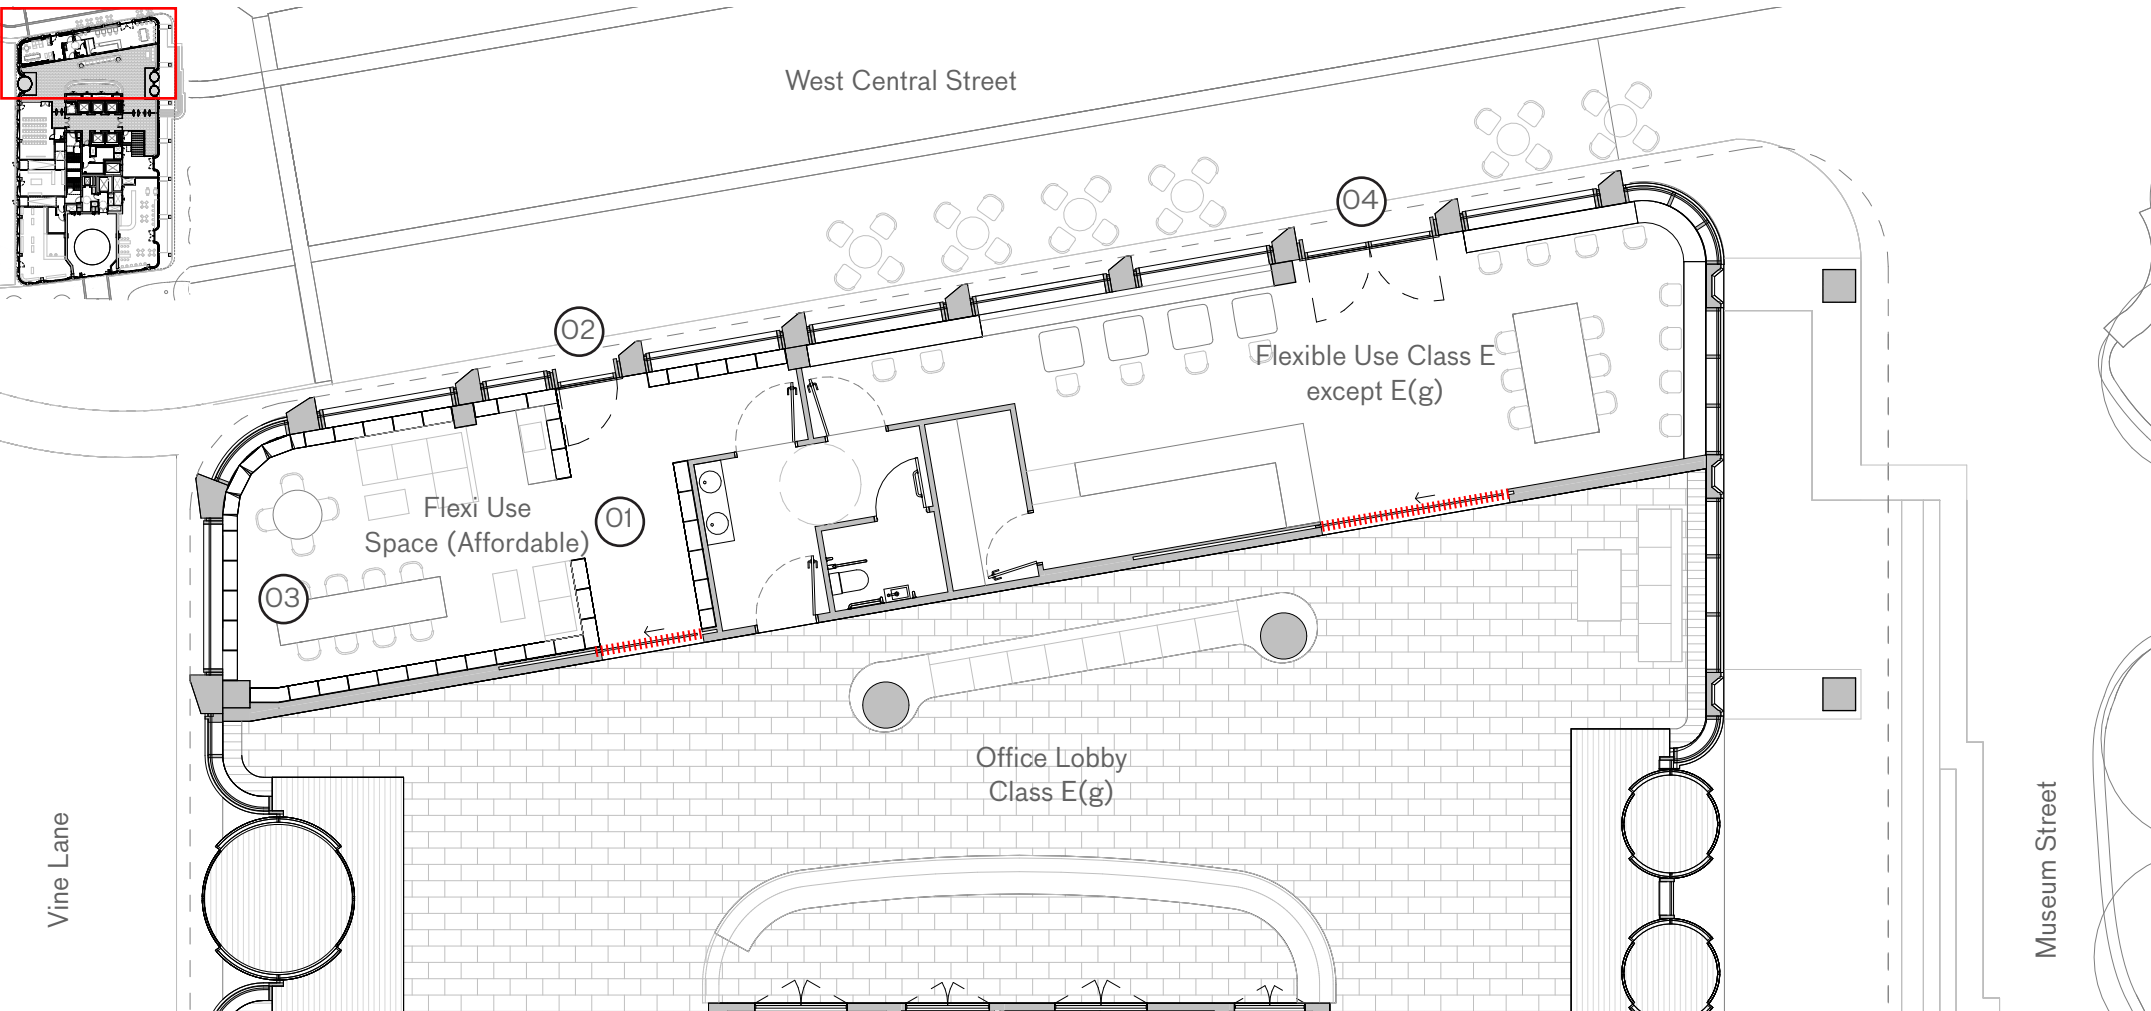 West Central Street
04
02
Flexible Use Class E
except E(g)
Flexi Use
Space (Affordable)
01
03
Office Lobby
Class E(g)
Vine Lane
Museum Street